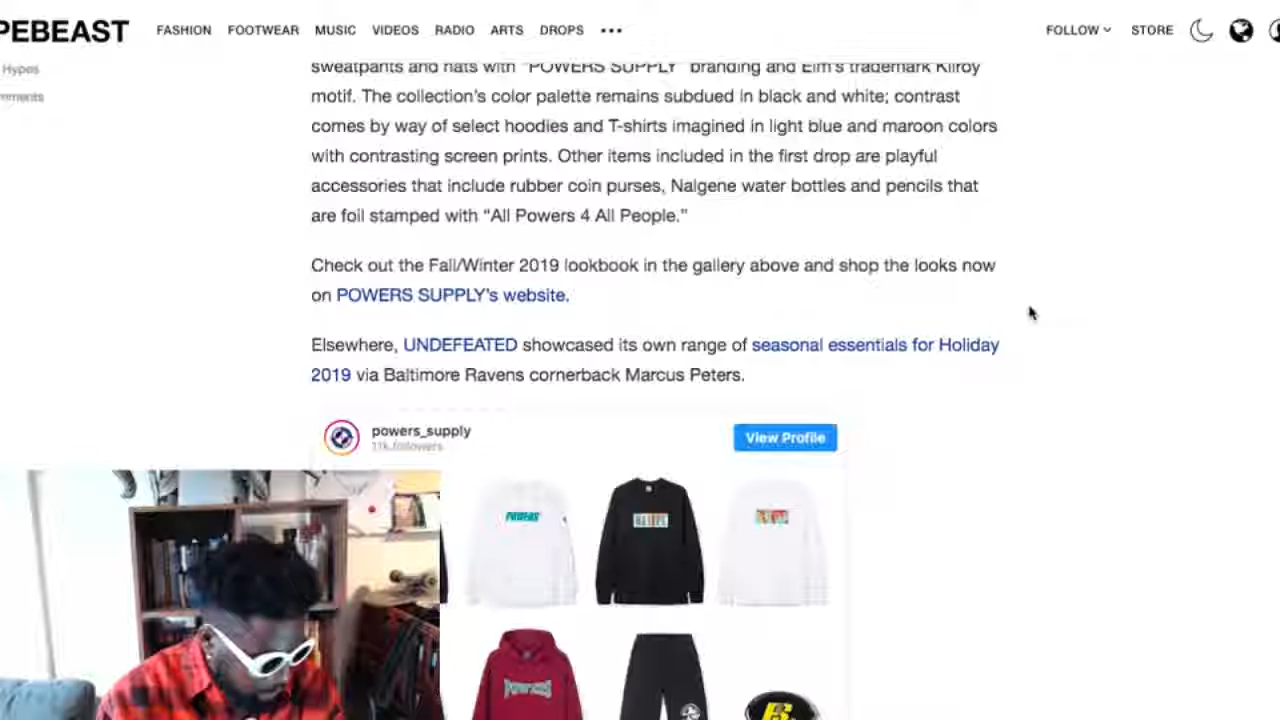 PEBEAST FASHION FOOTWEAR MUSIC VIDEOS RADIO ARTS DROPS ••• FOLLOW STORE
Hypes
mments
sweatpants and hats with "POWERS SUPPLY" branding and Elm's trademark Kilroy
motif. The collection's color palette remains subdued in black and white; contrast
comes by way of select hoodies and T-shirts imagined in light blue and maroon colors
with contrasting screen prints. Other items included in the first drop are playful
accessories that include rubber coin purses, Nalgene water bottles and pencils that
are foil stamped with “All Powers 4 All People.”
Check out the Fall/Winter 2019 lookbook in the gallery above and shop the looks now
on POWERS SUPPLY's website.
Elsewhere, UNDEFEATED showcased its own range of seasonal essentials for Holiday
2019 via Baltimore Ravens cornerback Marcus Peters.
powers_supply
11k followers
View Profile
POWERS